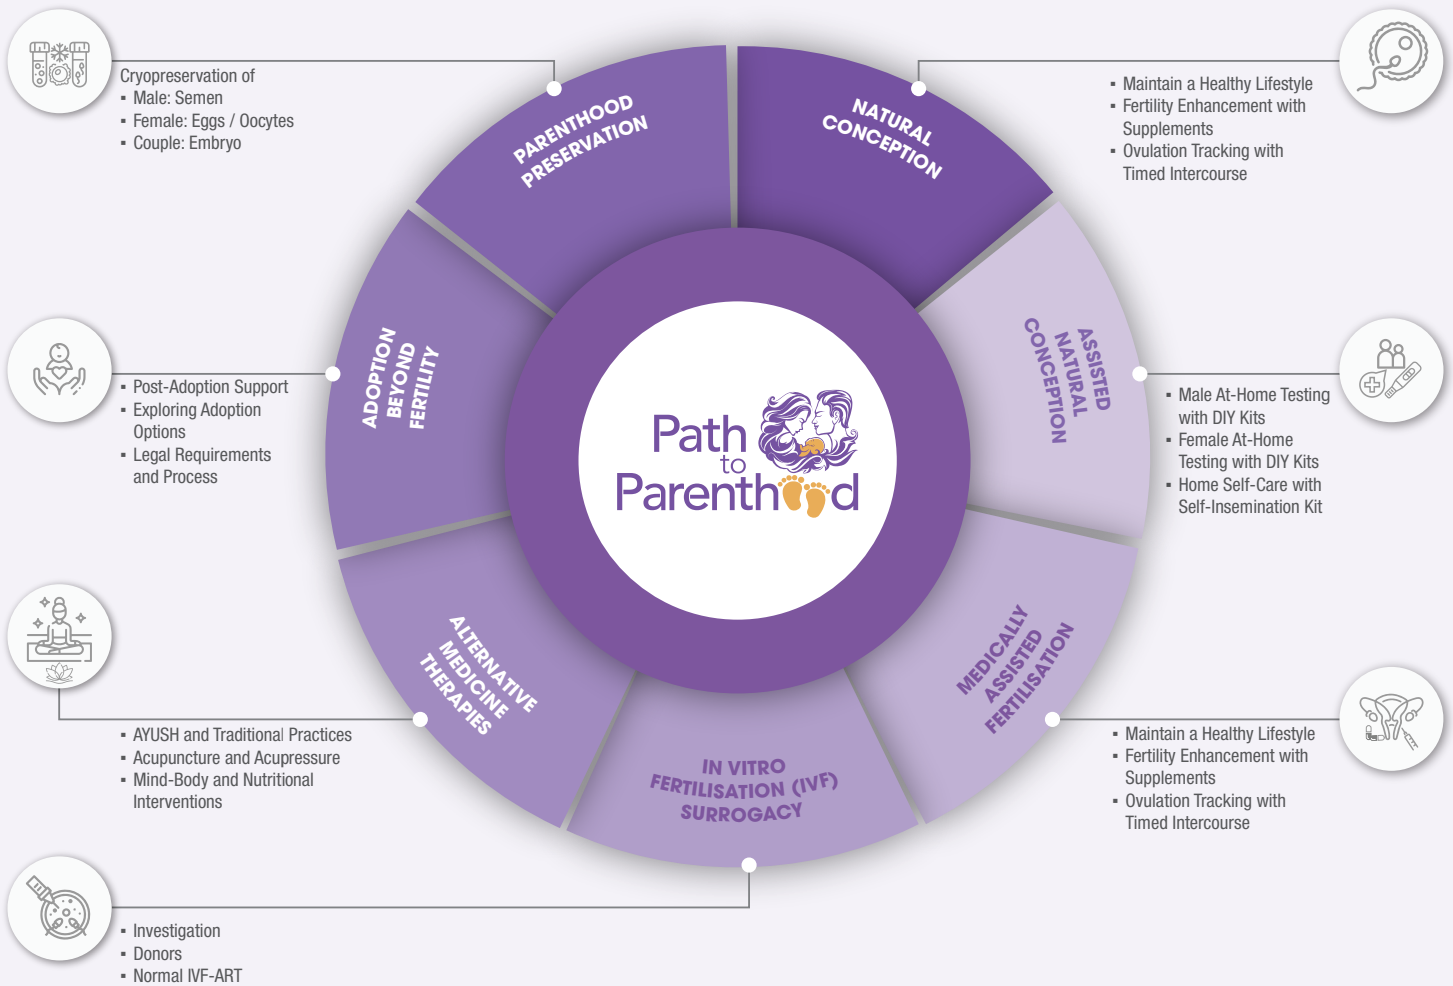 Cryopreservation of
▪ Male: Semen
▪ Female: Eggs / Oocytes
▪ Couple: Embryo
PARENTHOOD
PRESERVATION
NATURAL
CONCEPTION
▪ Maintain a Healthy Lifestyle
▪ Fertility Enhancement with
Supplements
▪ Ovulation Tracking with
Timed Intercourse
▪ Post-Adoption Support
▪ Exploring Adoption
Options
▪ Legal Requirements
and Process
ADOPTION
BEYOND
FERTILITY
Path
to
Parenthood
ASSISTED
NATURAL
CONCEPTION
▪ Male At-Home Testing
with DIY Kits
▪ Female At-Home
Testing with DIY Kits
▪ Home Self-Care with
Self-Insemination Kit
▪ AYUSH and Traditional Practices
▪ Acupuncture and Acupressure
▪ Mind-Body and Nutritional
Interventions
ALTERNATIVE
MEDICINE
THERAPIES
MEDICALLY
ASSISTED
FERTILISATION
▪ Maintain a Healthy Lifestyle
▪ Fertility Enhancement with
Supplements
▪ Ovulation Tracking with
Timed Intercourse
IN VITRO
FERTILISATION (IVF)
SURROGACY
▪ Investigation
▪ Donors
▪ Normal IVF-ART